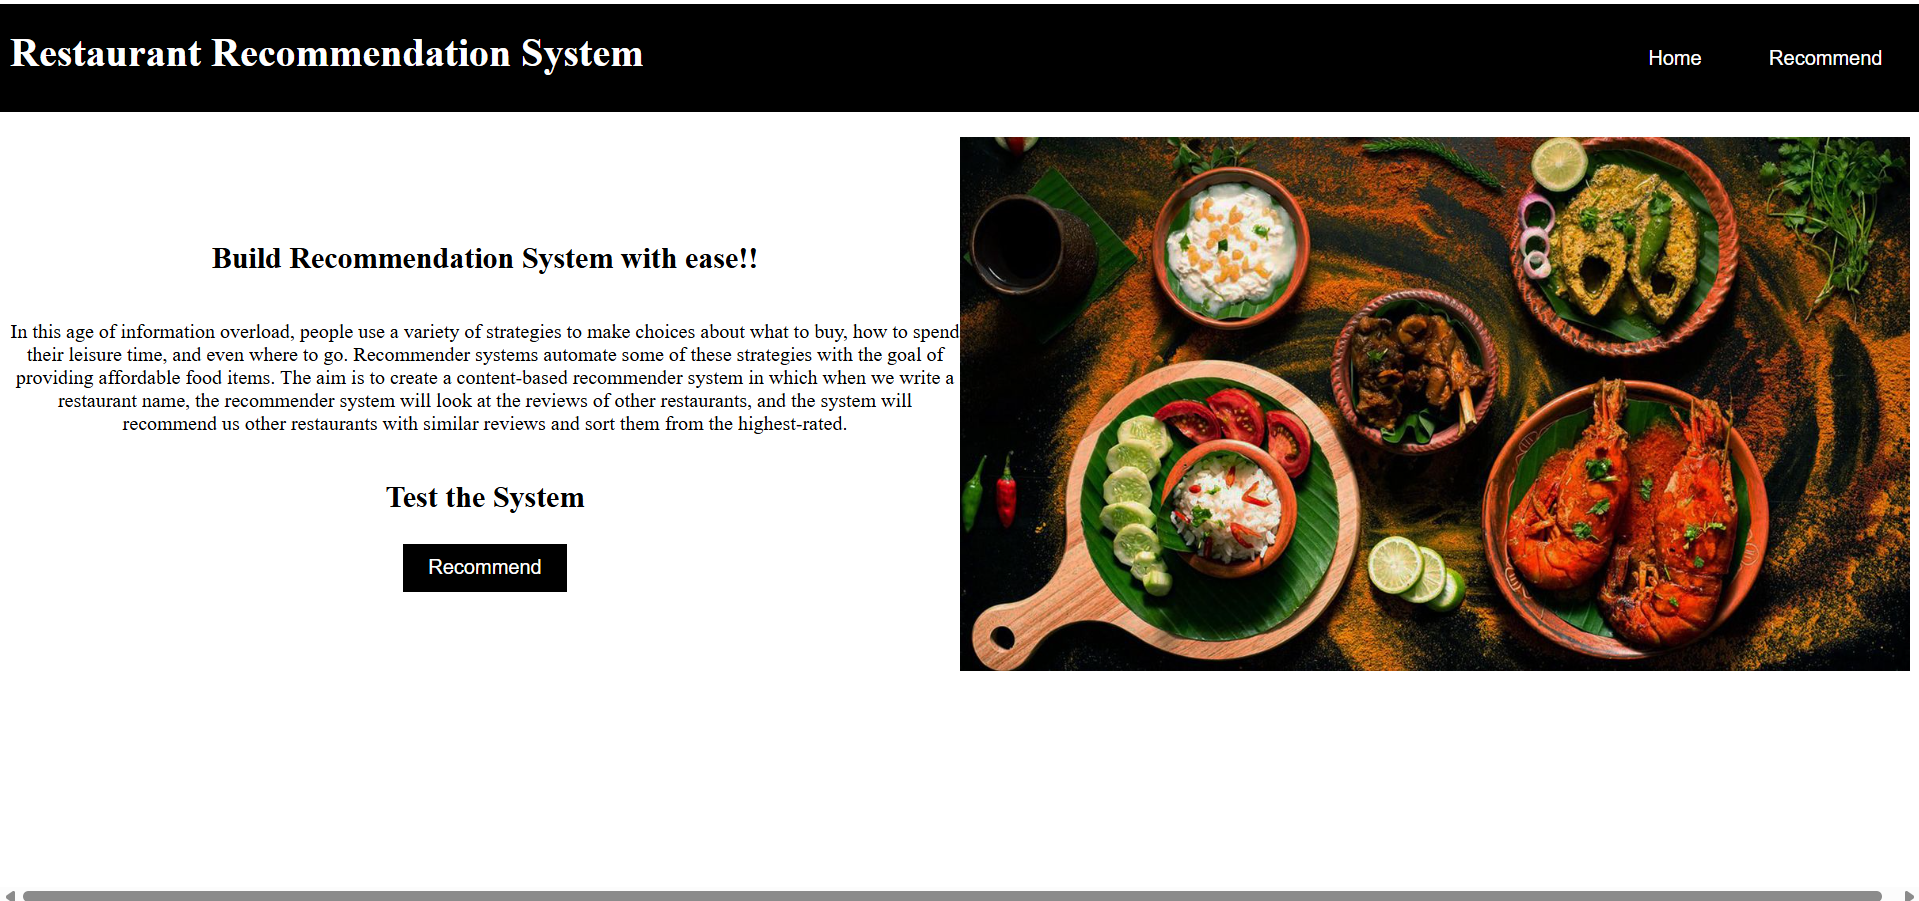 Restaurant Recommendation System
Home
Recommend
Build Recommendation System with ease!!
In this age of information overload, people use a variety of strategies to make choices about what to buy, how to spend
their leisure time, and even where to go. Recommender systems automate some of these strategies with the goal of
providing affordable food items. The aim is to create a content-based recommender system in which when we write a
restaurant name, the recommender system will look at the reviews of other restaurants, and the system will
recommend us other restaurants with similar reviews and sort them from the highest-rated.
Test the System
Recommend